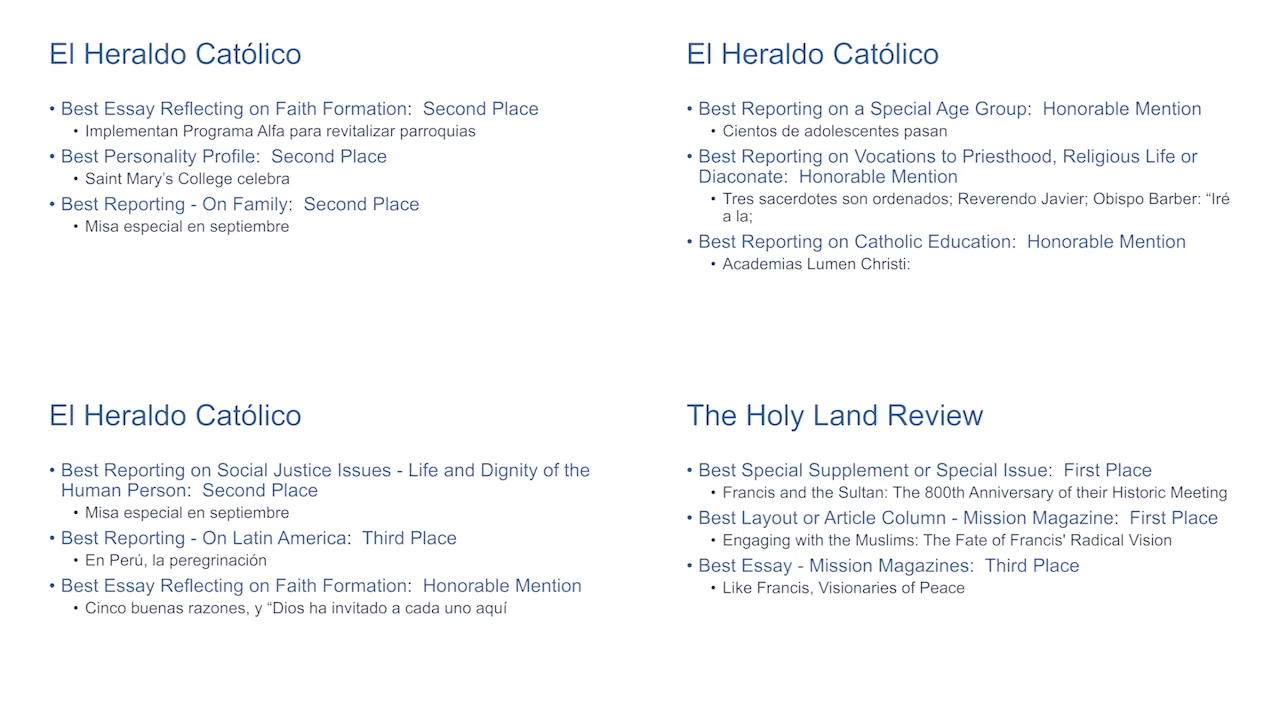 El Heraldo Católico
• Best Essay Reflecting on Faith Formation:  Second Place
• Implementan Programa Alfa para revitalizar parroquias
• Best Personality Profile:  Second Place
• Saint Mary's College celebra
• Best Reporting - On Family:  Second Place
• Misa especial en septiembre
El Heraldo Católico
• Best Reporting on a Special Age Group:  Honorable Mention
• Cientos de adolescentes pasan
• Best Reporting on Vocations to Priesthood, Religious Life or
Diaconate:  Honorable Mention
• Tres sacerdotes son ordenados; Reverendo Javier; Obispo Barber: “Iré
a la;
• Best Reporting on Catholic Education:  Honorable Mention
• Academias Lumen Christi:
El Heraldo Católico
• Best Reporting on Social Justice Issues - Life and Dignity of the
Human Person:  Second Place
• Misa especial en septiembre
• Best Reporting - On Latin America:  Third Place
• En Perú, la peregrinación
• Best Essay Reflecting on Faith Formation:  Honorable Mention
• Cinco buenas razones, y “Dios ha invitado a cada uno aquí
The Holy Land Review
• Best Special Supplement or Special Issue:  First Place
• Francis and the Sultan: The 800th Anniversary of their Historic Meeting
• Best Layout or Article Column - Mission Magazine:  First Place
• Engaging with the Muslims: The Fate of Francis' Radical Vision
• Best Essay - Mission Magazines:  Third Place
• Like Francis, Visionaries of Peace